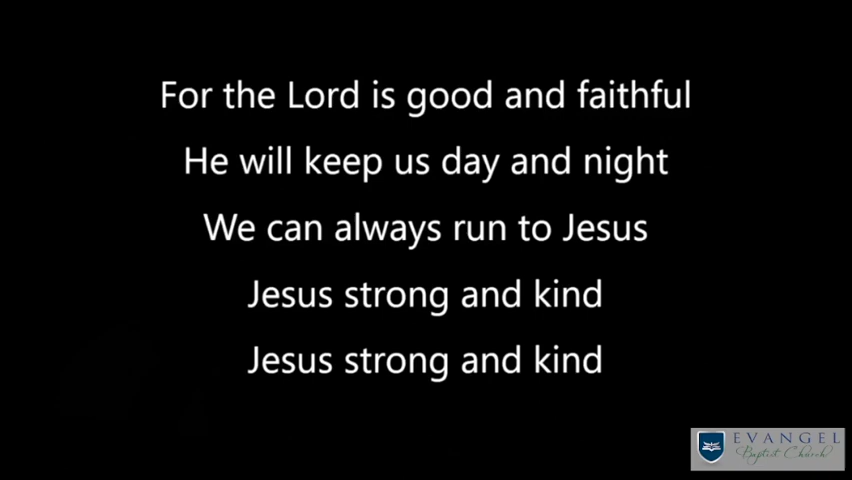 For the Lord is good and faithful
He will keep us day and night
We can always run to Jesus
Jesus strong and kind
Jesus strong and kind
EVANGEL
Baptist Church